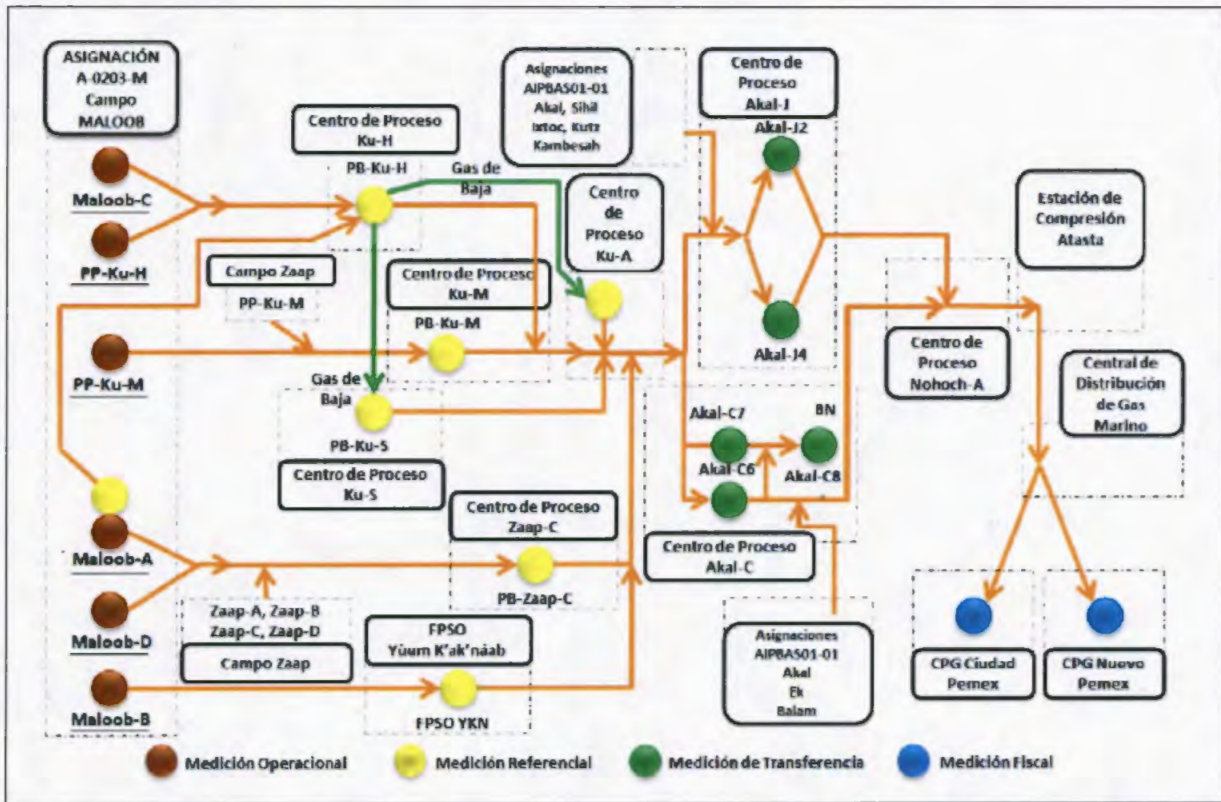 ASIGNACIÓN
A-0203-M
Campo
MALOOB
Maloob-C
PP-Ku-H
PP-Ku-M
Maloob-A
Maloob-D
Maloob-B
Centro de Proceso
Ku-H
PB-Ku-H
Gas de
Baja
Campo Zaap
PP-Ku-M
Centro de Proceso
Ku-M
PB-Ku-M
Gas de
Baja
PB-Ku-S
Centro de Proceso
Ku-S
Centro de Proceso
Zaap-C
PB-Zaap-C
Zaap-A, Zaap-B
Zaap-C, Zaap-D
Campo Zaap
FPSO
Yùum K'ak'náab
FPSO YKN
Asignaciones
AIPBAS01-01
Akal, Sihil
Ixtoc, Kutz
Kambesah
Centro
de
Proceso
Ku-A
Centro de
Proceso
Akal-J
Akal-J2
Akal-J4
Akal-C7
BN
Akal-C6
Akal-C8
Centro de Proceso
Akal-C
Asignaciones
AIPBAS01-01
Akal
Ek
Balam
Estación de
Compresión
Atasta
Centro de
Proceso
Nohoch-A
Central de
Distribución
de Gas
Marino
CPG Ciudad
Pemex
CPG Nuevo
Pemex
Medición Operacional
Medición Referencial
Medición de Transferencia
Medición Fiscal